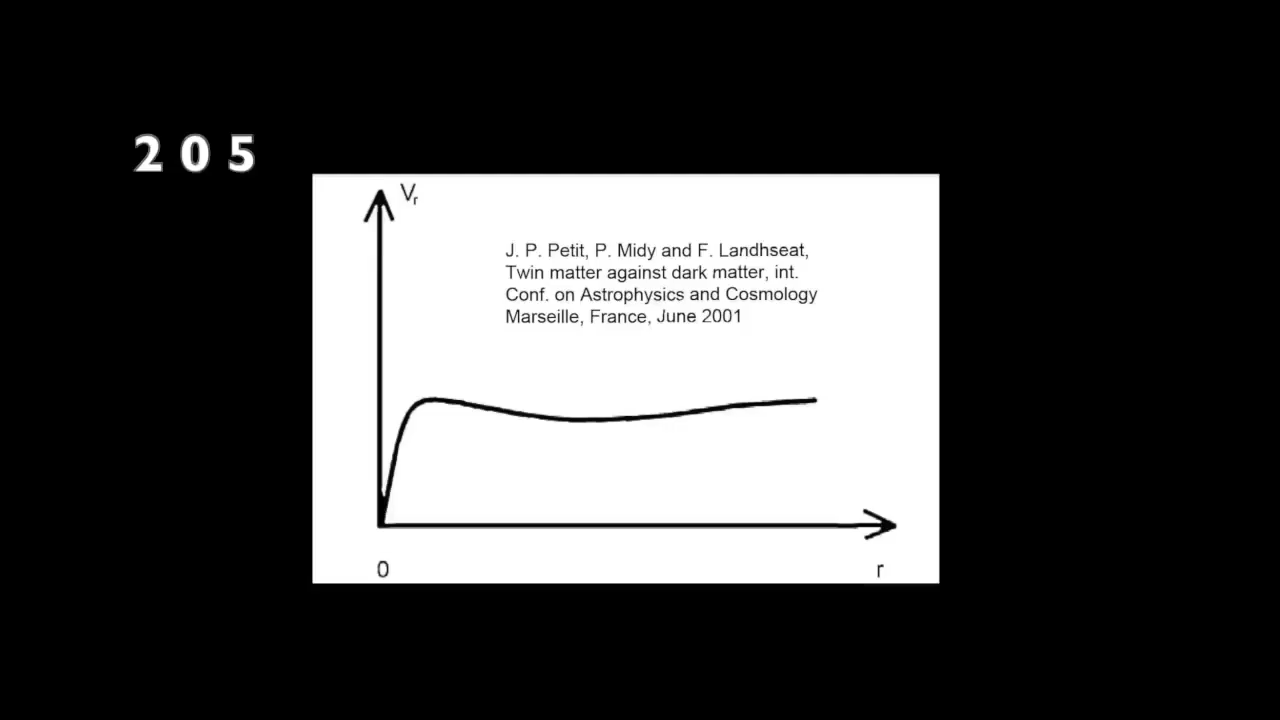 2 0 5
Vr
J. P. Petit, P. Midy and F. Landhseat,
Twin matter against dark matter, int.
Conf. on Astrophysics and Cosmology
Marseille, France, June 2001
0
r